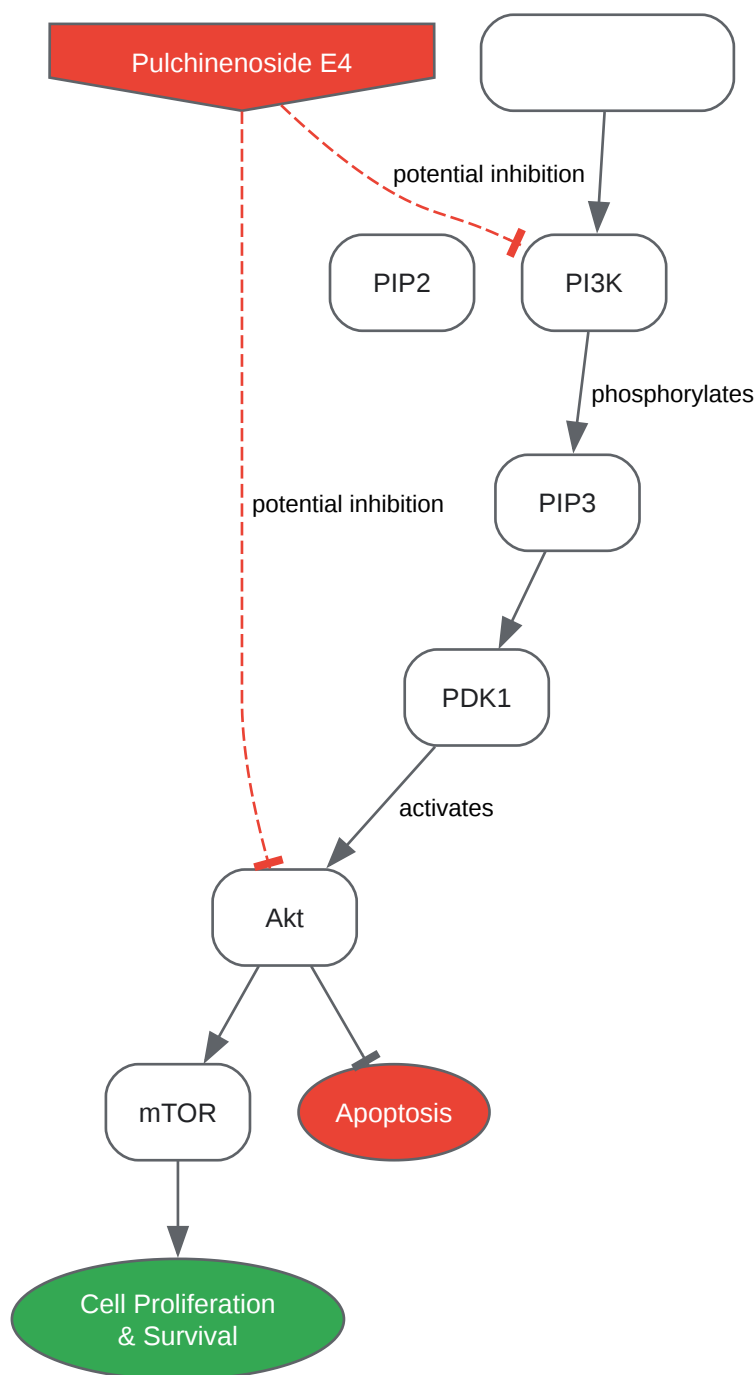 Pulchinenoside E4
potential inhibition
PIP2
PI3K
phosphorylates
potential inhibition
PIP3
PDK1
activates
Akt
mTOR
Apoptosis
Cell Proliferation
& Survival